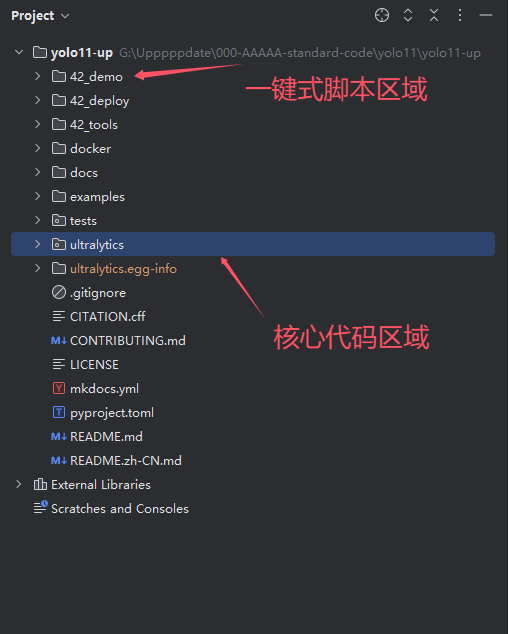 Project
yolo11-up G:\Upppppdate\000-AAAAA-standard-code\yolo11\yolo11-up
42_demo
一键式脚本区域
42_deploy
42_tools
docker
docs
examples
tests
ultralytics
ultralytics.egg-info
.gitignore
CITATION.cff
核心代码区域
M↓ CONTRIBUTING.md
LICENSE
Y mkdocs.yml
T pyproject.toml
M↓ README.md
M↓ README.zh-CN.md
External Libraries
Scratches and Consoles